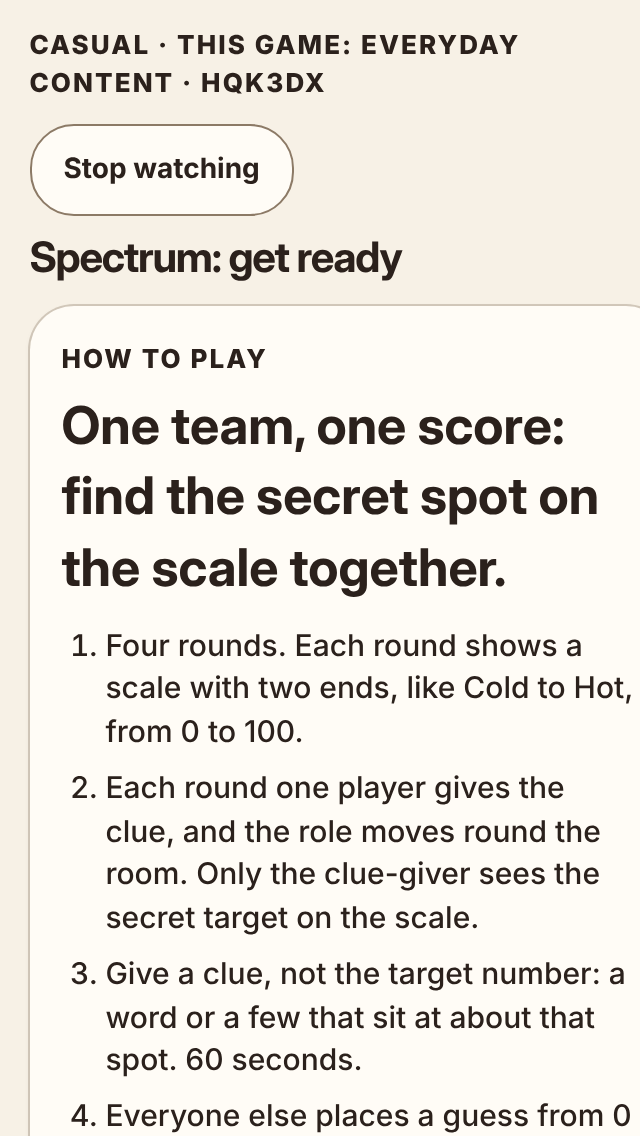 CASUAL · THIS GAME: EVERYDAY
CONTENT · HQK3DX
Stop watching
Spectrum: get ready
HOW TO PLAY
One team, one score:
find the secret spot on
the scale together.
1. Four rounds. Each round shows a
scale with two ends, like Cold to Hot,
from 0 to 100.
2. Each round one player gives the
clue, and the role moves round the
room. Only the clue-giver sees the
secret target on the scale.
3. Give a clue, not the target number: a
word or a few that sit at about that
spot. 60 seconds.
4. Everyone else places a guess from 0